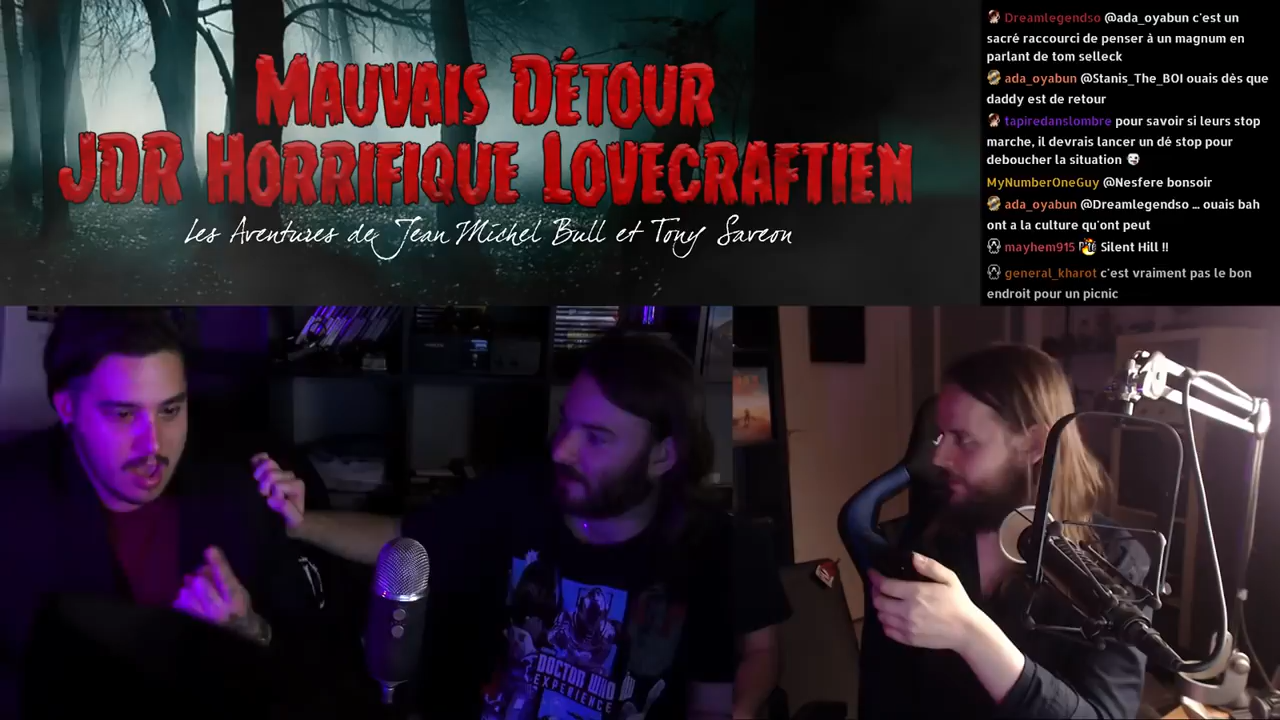 Mauvais Détour
JDR Horrifique Lovecraftien
Les Aventures de Jean Michel Bull et Tony Saveon
Dreamlegendso @ada_oyabun c'est un
sacré raccourci de penser à un magnum en
parlant de tom selleck
ada_oyabun @Stanis_The_BOI ouais dès que
daddy est de retour
tapiredanslombre pour savoir si leurs stop
marche, il devrais lancer un dé stop pour
deboucher la situation
MyNumberOneGuy @Nesfere bonsoir
ada_oyabun @Dreamlegendso ... ouais bah
ont a la culture qu'ont peut
mayhem915 Silent Hill !!
general_kharot c'est vraiment pas le bon
endroit pour un picnic
DOCTOR WHO
EXPERIENCE